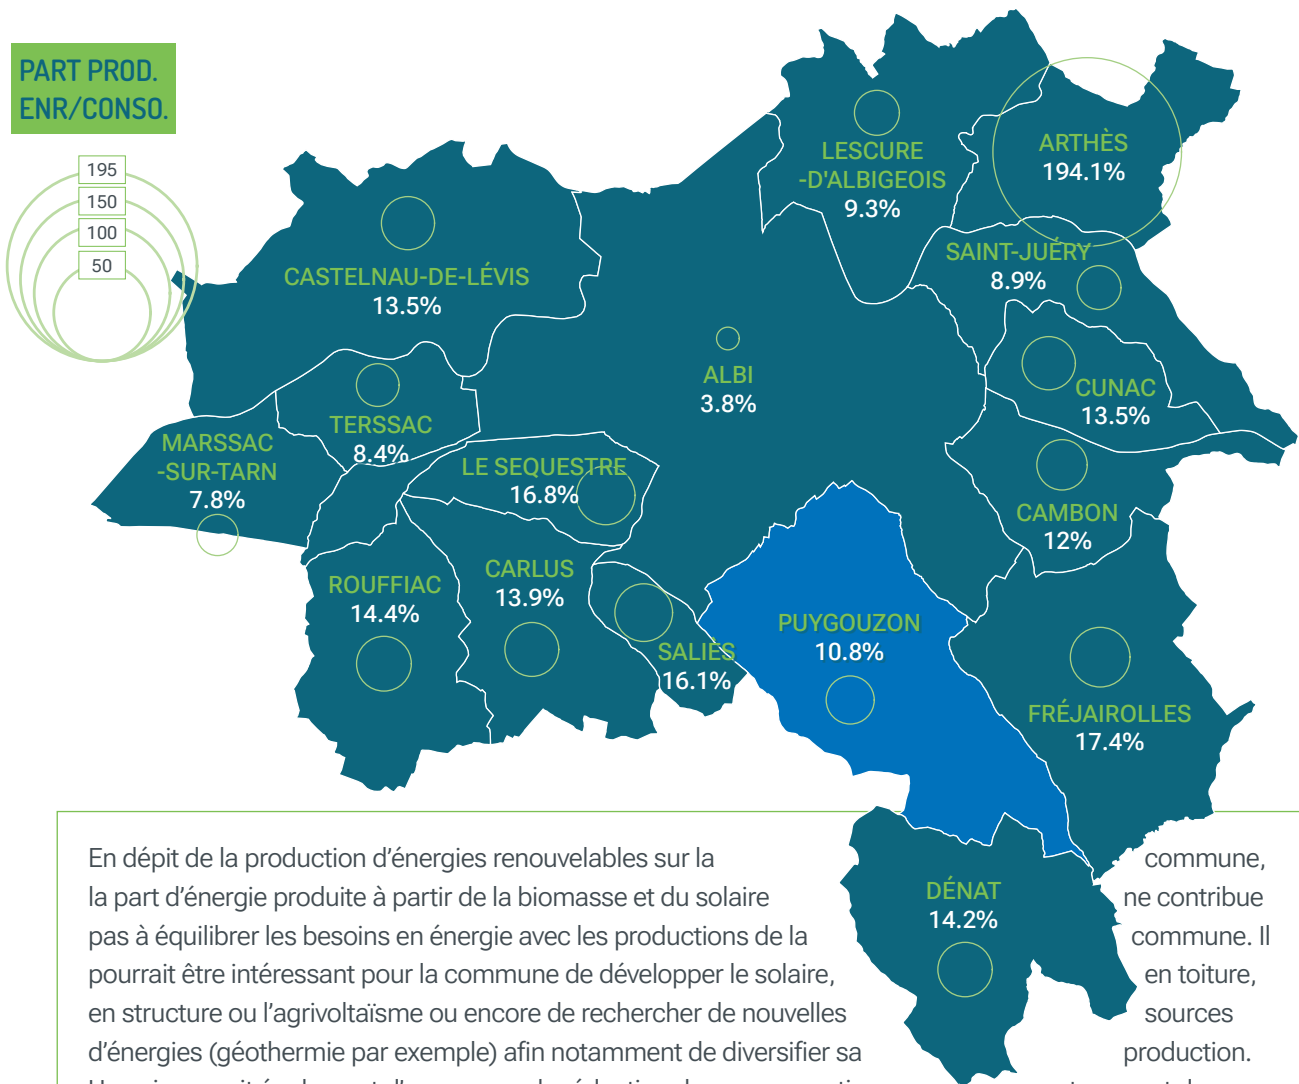 PART PROD.
ENR/CONSO.
195
150
100
50
LESCURE
-D'ALBIGEOIS
9.3%
ARTHÈS
194.1%
SAINT-JUÉRY
8.9%
CASTELNAU-DE-LÉVIS
13.5%
ALBI
3.8%
CUNAC
13.5%
TERSSAC
8.4%
MARSSAC
-SUR-TARN
7.8%
LE SEQUESTRE
16.8%
CAMBON
12%
ROUFFIAC
14.4%
CARLUS
13.9%
SALIÈS
16.1%
PUYGOUZON
10.8%
FRÉJAIROLLES
17.4%
DÉNAT
14.2%
En dépit de la production d’énergies renouvelables sur la commune,
la part d’énergie produite à partir de la biomasse et du solaire ne contribue
pas à équilibrer les besoins en énergie avec les productions de la commune. Il
pourrait être intéressant pour la commune de développer le solaire, en toiture,
en structure ou l’agrivoltaïsme ou encore de rechercher de nouvelles sources
d’énergies (géothermie par exemple) afin notamment de diversifier sa production.